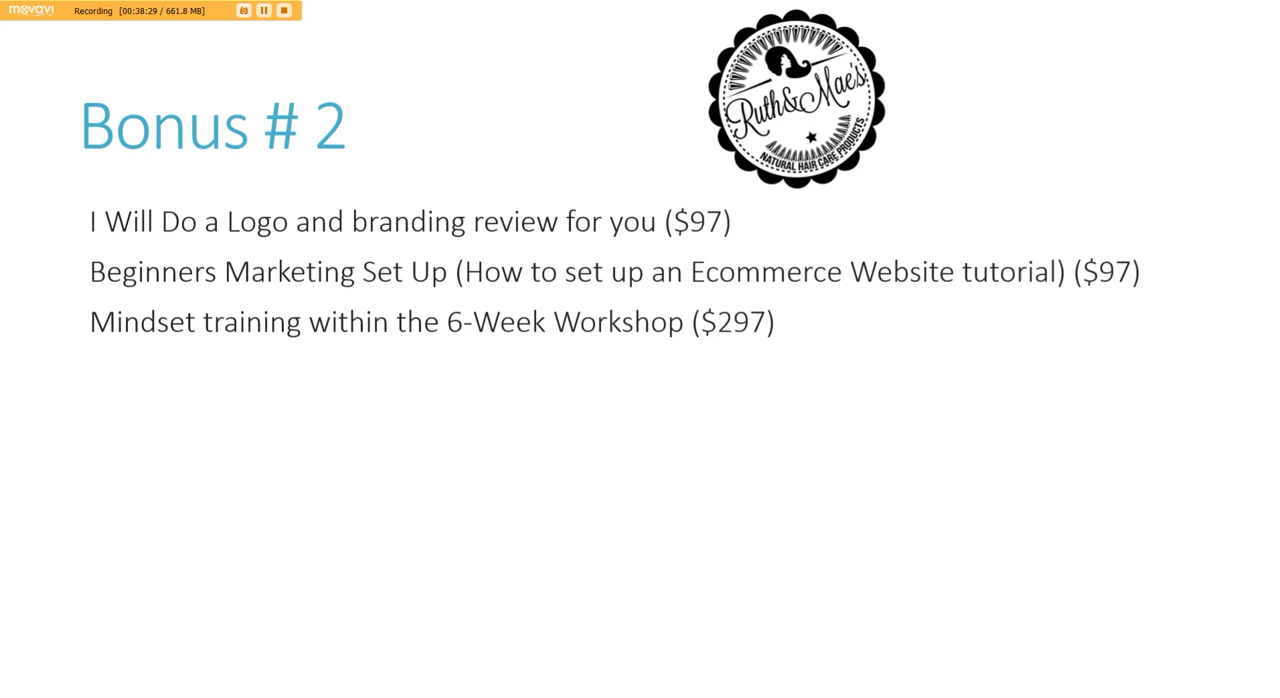 movavi Recording [00:38:29 / 661.8 MB]
Ruth&Mae's
NATURAL HAIR CARE PRODUCTS
Bonus # 2
I Will Do a Logo and branding review for you ($97)
Beginners Marketing Set Up (How to set up an Ecommerce Website tutorial) ($97)
Mindset training within the 6-Week Workshop ($297)